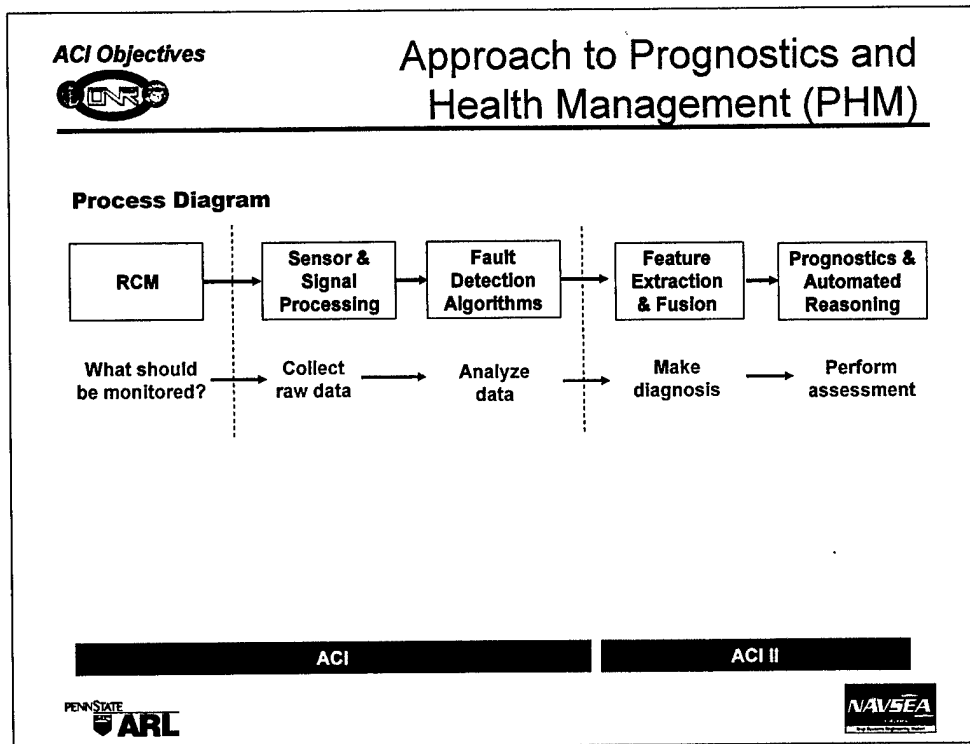 ACI Objectives
ONR
Approach to Prognostics and
Health Management (PHM)
Process Diagram
RCM
Sensor &
Signal
Processing
Fault
Detection
Algorithms
Feature
Extraction
& Fusion
Prognostics &
Automated
Reasoning
What should
be monitored?
Collect
raw data
Analyze
data
Make
diagnosis
Perform
assessment
ACI
ACI II
PENNSTATE
ARL
NAVSEA